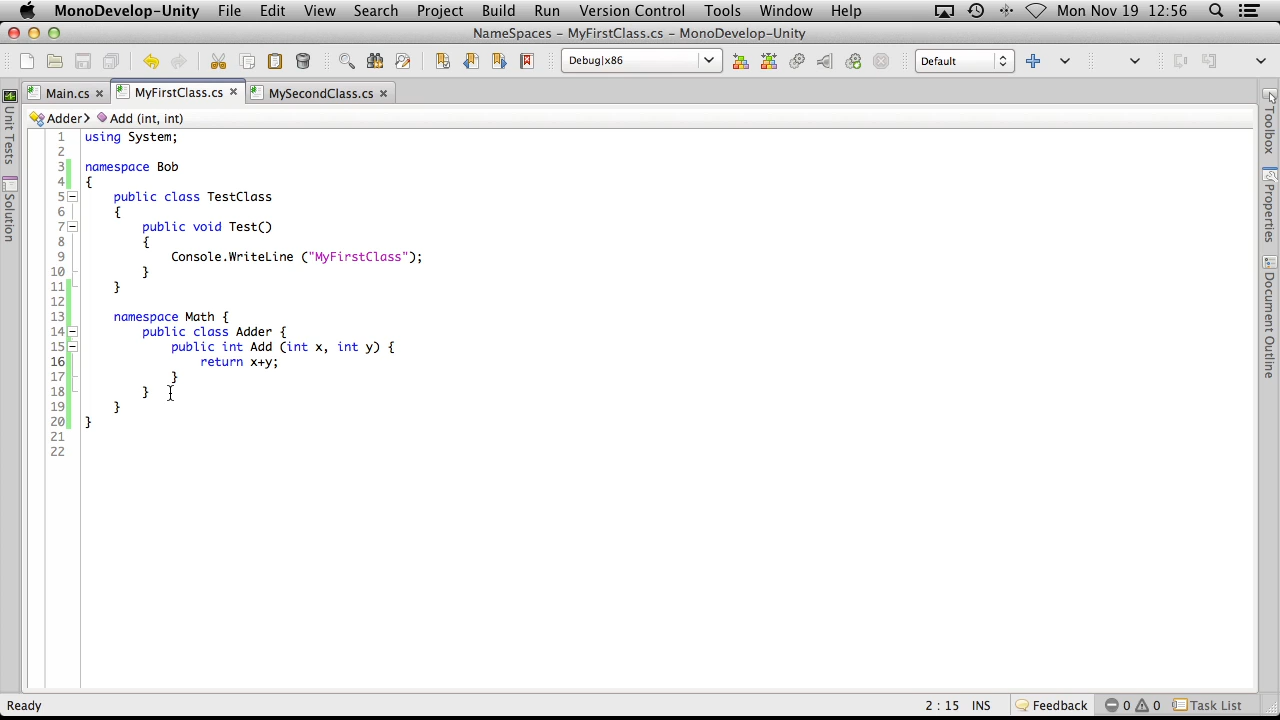 MonoDevelop-Unity File Edit View Search Project Build Run Version Control Tools Window Help Mon Nov 19 12:56
NameSpaces – MyFirstClass.cs – MonoDevelop-Unity
Debug|x86 Default
Main.cs MyFirstClass.cs MySecondClass.cs
Adder Add (int, int)
1 using System;
2
3 namespace Bob
4 {
5 public class TestClass
6 {
7 public void Test()
8 {
9 Console.WriteLine ("MyFirstClass");
10 }
11 }
12
13 namespace Math {
14 public class Adder {
15 public int Add (int x, int y) {
16 return x+y;
17 }
18 }
19 }
20 }
21
22
Unit Tests
Solution
Toolbox
Properties
Document Outline
Ready 2 : 15 INS Feedback 0 0 Task List